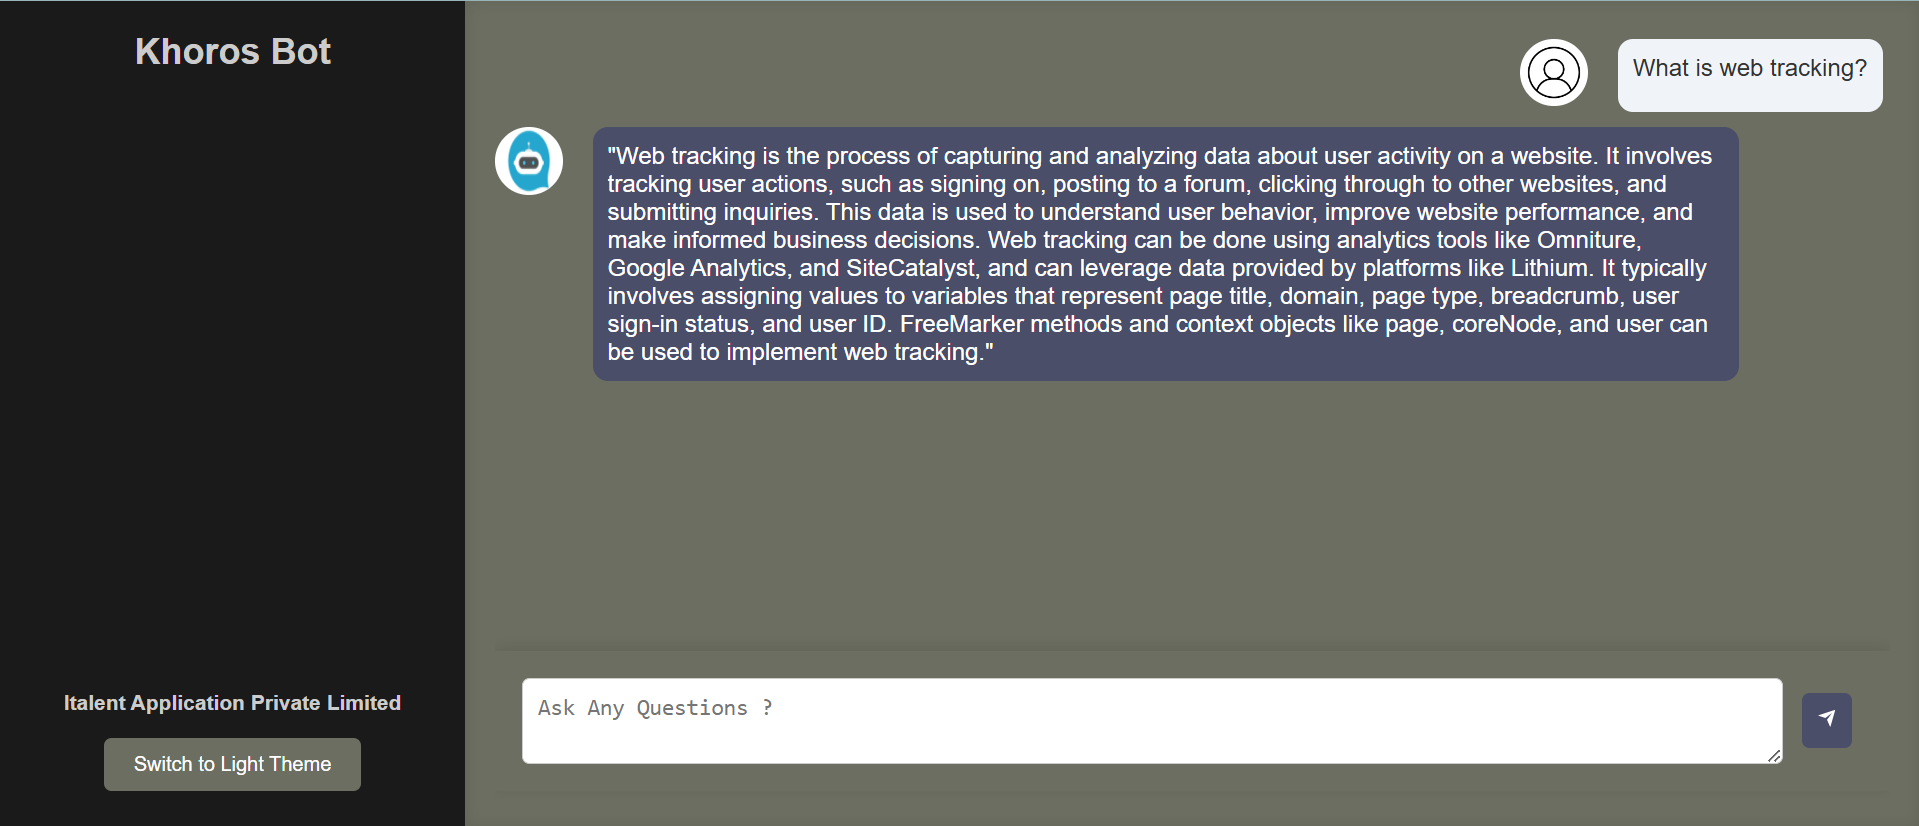 Khoros Bot
What is web tracking?
"Web tracking is the process of capturing and analyzing data about user activity on a website. It involves
tracking user actions, such as signing on, posting to a forum, clicking through to other websites, and
submitting inquiries. This data is used to understand user behavior, improve website performance, and
make informed business decisions. Web tracking can be done using analytics tools like Omniture,
Google Analytics, and SiteCatalyst, and can leverage data provided by platforms like Lithium. It typically
involves assigning values to variables that represent page title, domain, page type, breadcrumb, user
sign-in status, and user ID. FreeMarker methods and context objects like page, coreNode, and user can
be used to implement web tracking."
Italent Application Private Limited
Switch to Light Theme
Ask Any Questions ?